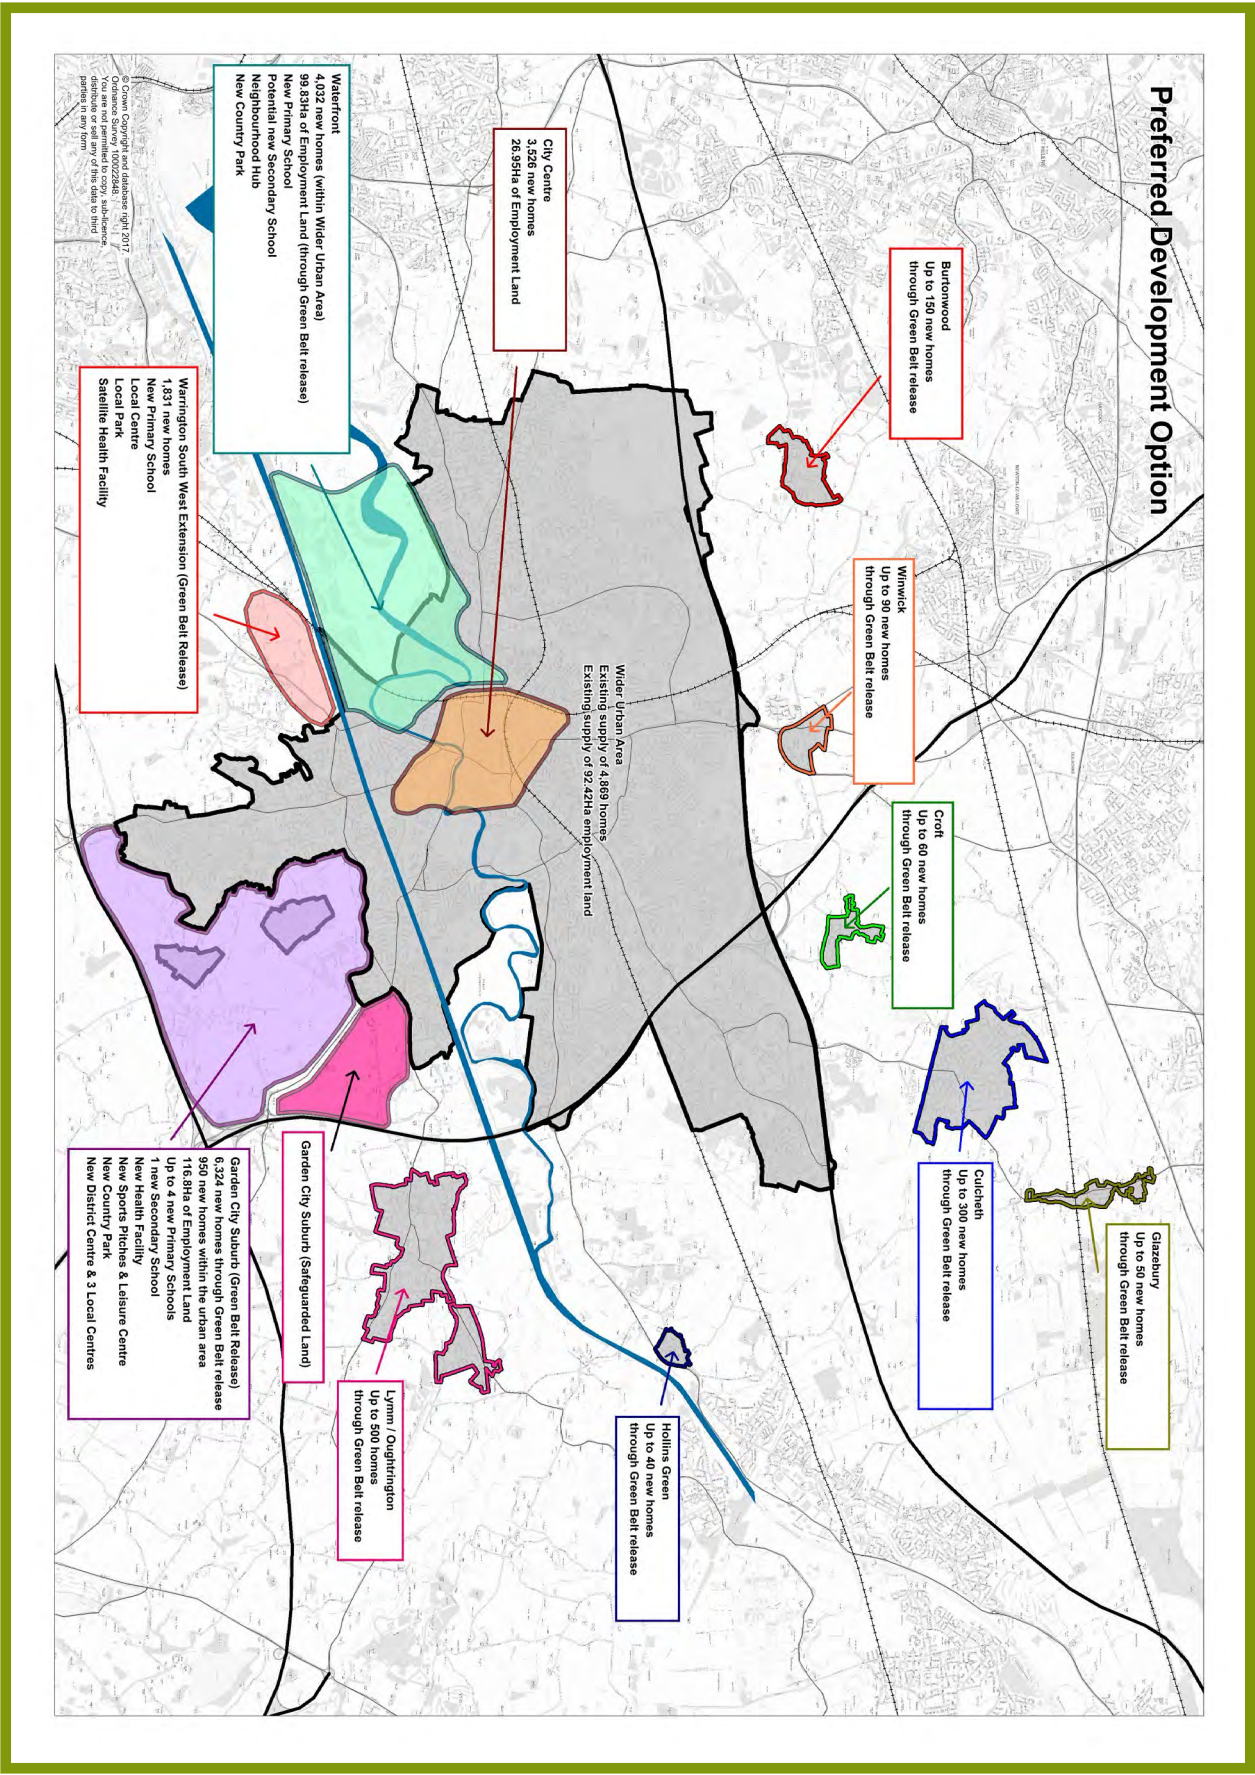 Preferred Development Option
Burtonwood
Up to 150 new homes
through Green Belt release
Winwick
Up to 90 new homes
through Green Belt release
Croft
Up to 60 new homes
through Green Belt release
Culcheth
Up to 300 new homes
through Green Belt release
Glazebury
Up to 50 new homes
through Green Belt release
City Centre
3,526 new homes
26.95Ha of Employment Land
Wider Urban Area
Existing supply of 4,869 homes
Existing supply of 92.42Ha employment land
Hollins Green
Up to 40 new homes
through Green Belt release
Waterfront
4,032 new homes (within Wider Urban Area)
99.83Ha of Employment Land (through Green Belt release)
New Primary School
Potential new Secondary School
Neighbourhood Hub
New Country Park
Lymm / Oughtrington
Up to 500 homes
through Green Belt release
Garden City Suburb (Safeguarded Land)
Warrington South West Extension (Green Belt Release)
1,831 new homes
New Primary School
Local Centre
Local Park
Satellite Health Facility
Garden City Suburb (Green Belt Release)
6,324 new homes through Green Belt release
950 new homes within the urban area
116.8Ha of Employment Land
Up to 4 new Primary Schools
1 new Secondary School
New Health Facility
New Sports Pitches & Leisure Centre
New Country Park
New District Centre & 3 Local Centres
© Crown Copyright and database right 2017.
Ordnance Survey 100022848.
You are not permitted to copy, sub-licence,
distribute or sell any of this data to third
parties in any form